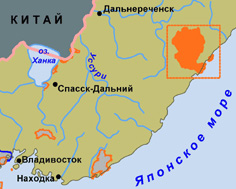 Дальнереченск
КИТАЙ
оз.
Ханка
Уссури
Спасск-Дальний
Японское море
Владивосток
Находка